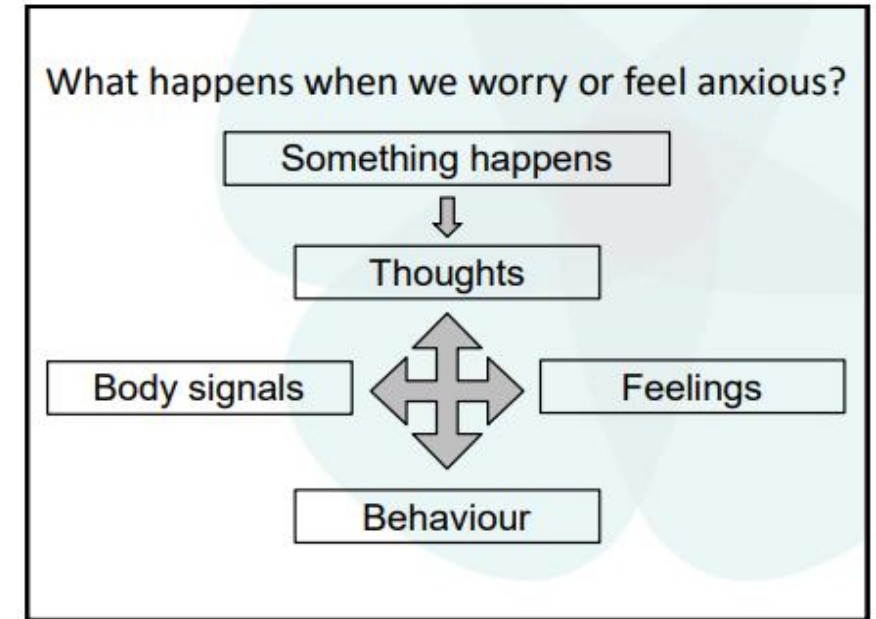 What happens when we worry or feel anxious?
Something happens
Thoughts
Body signals
Feelings
Behaviour